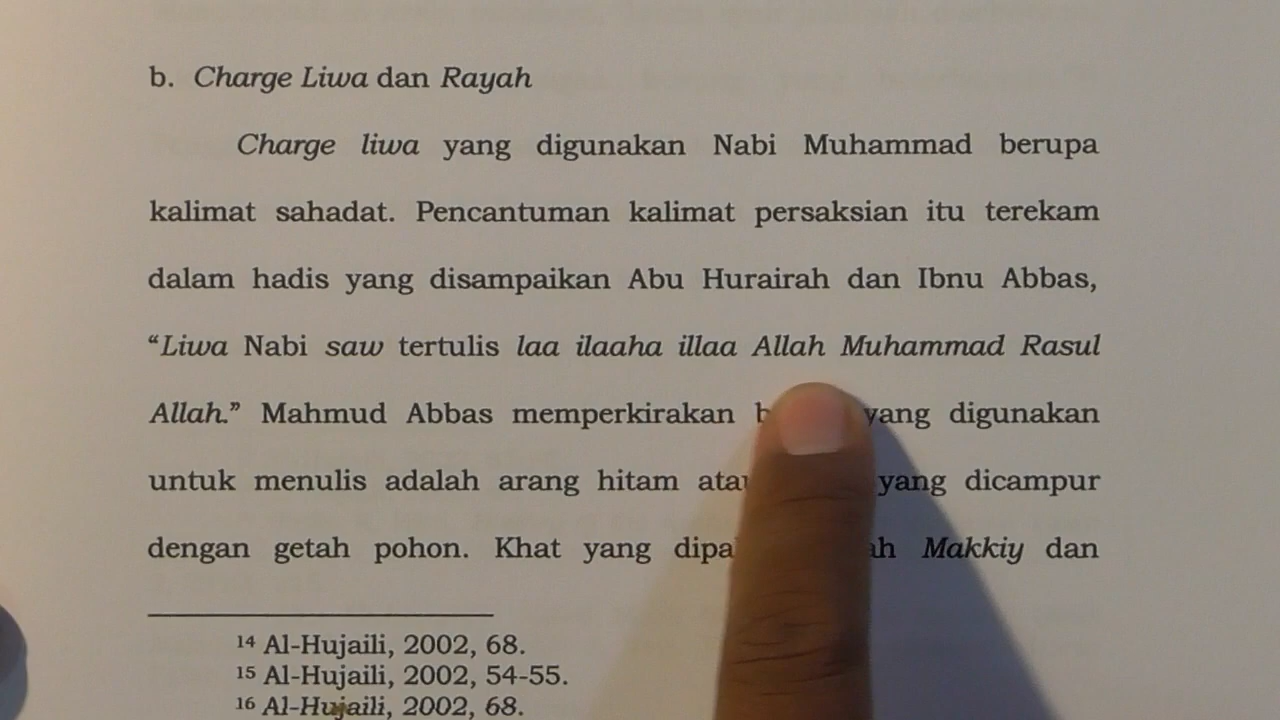 b. Charge Liwa dan Rayah
Charge liwa yang digunakan Nabi Muhammad berupa
kalimat sahadat. Pencantuman kalimat persaksian itu terekam
dalam hadis yang disampaikan Abu Hurairah dan Ibnu Abbas,
“Liwa Nabi saw tertulis laa ilaaha illaa Allah Muhammad Rasul
Allah.” Mahmud Abbas memperkirakan yang digunakan
untuk menulis adalah arang hitam atau yang dicampur
dengan getah pohon. Khat yang Makkiy dan
14 Al-Hujaili, 2002, 68.
15 Al-Hujaili, 2002, 54-55.
16 Al-Hujaili, 2002, 68.